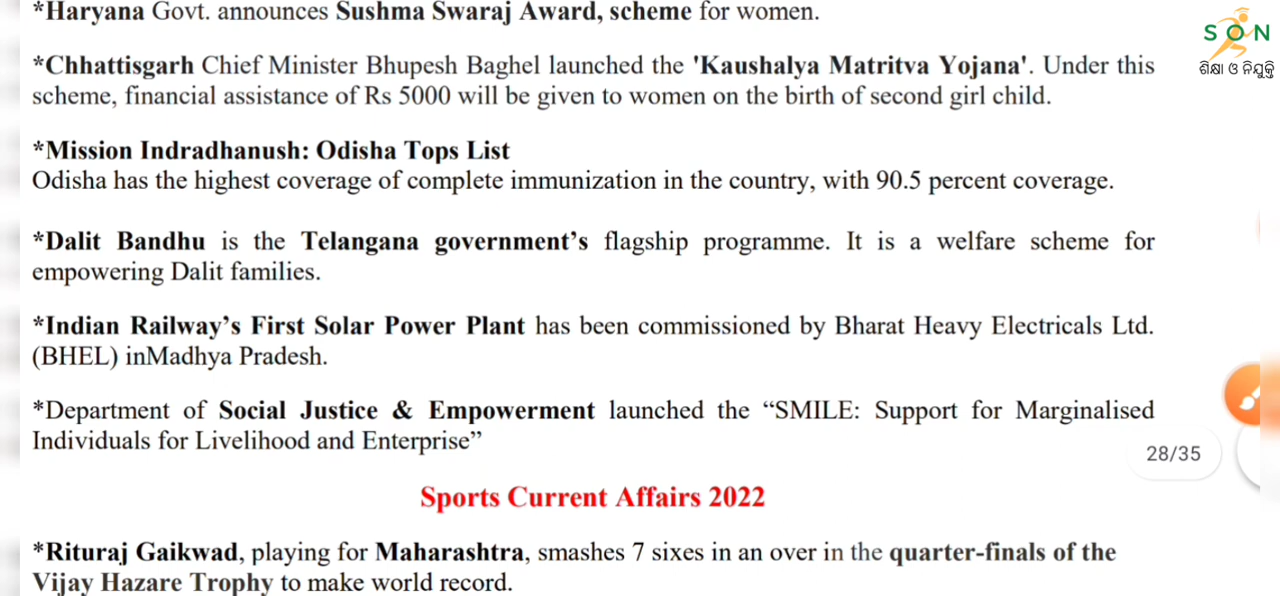 *Haryana Govt. announces Sushma Swaraj Award, scheme for women.
SON
ଶିକ୍ଷା ଓ ନିଯୁକ୍ତି
*Chhattisgarh Chief Minister Bhupesh Baghel launched the 'Kaushalya Matritva Yojana'. Under this
scheme, financial assistance of Rs 5000 will be given to women on the birth of second girl child.
*Mission Indradhanush: Odisha Tops List
Odisha has the highest coverage of complete immunization in the country, with 90.5 percent coverage.
*Dalit Bandhu is the Telangana government’s flagship programme. It is a welfare scheme for
empowering Dalit families.
*Indian Railway’s First Solar Power Plant has been commissioned by Bharat Heavy Electricals Ltd.
(BHEL) inMadhya Pradesh.
*Department of Social Justice & Empowerment launched the “SMILE: Support for Marginalised
Individuals for Livelihood and Enterprise”
28/35
Sports Current Affairs 2022
*Rituraj Gaikwad, playing for Maharashtra, smashes 7 sixes in an over in the quarter-finals of the
Vijay Hazare Trophy to make world record.